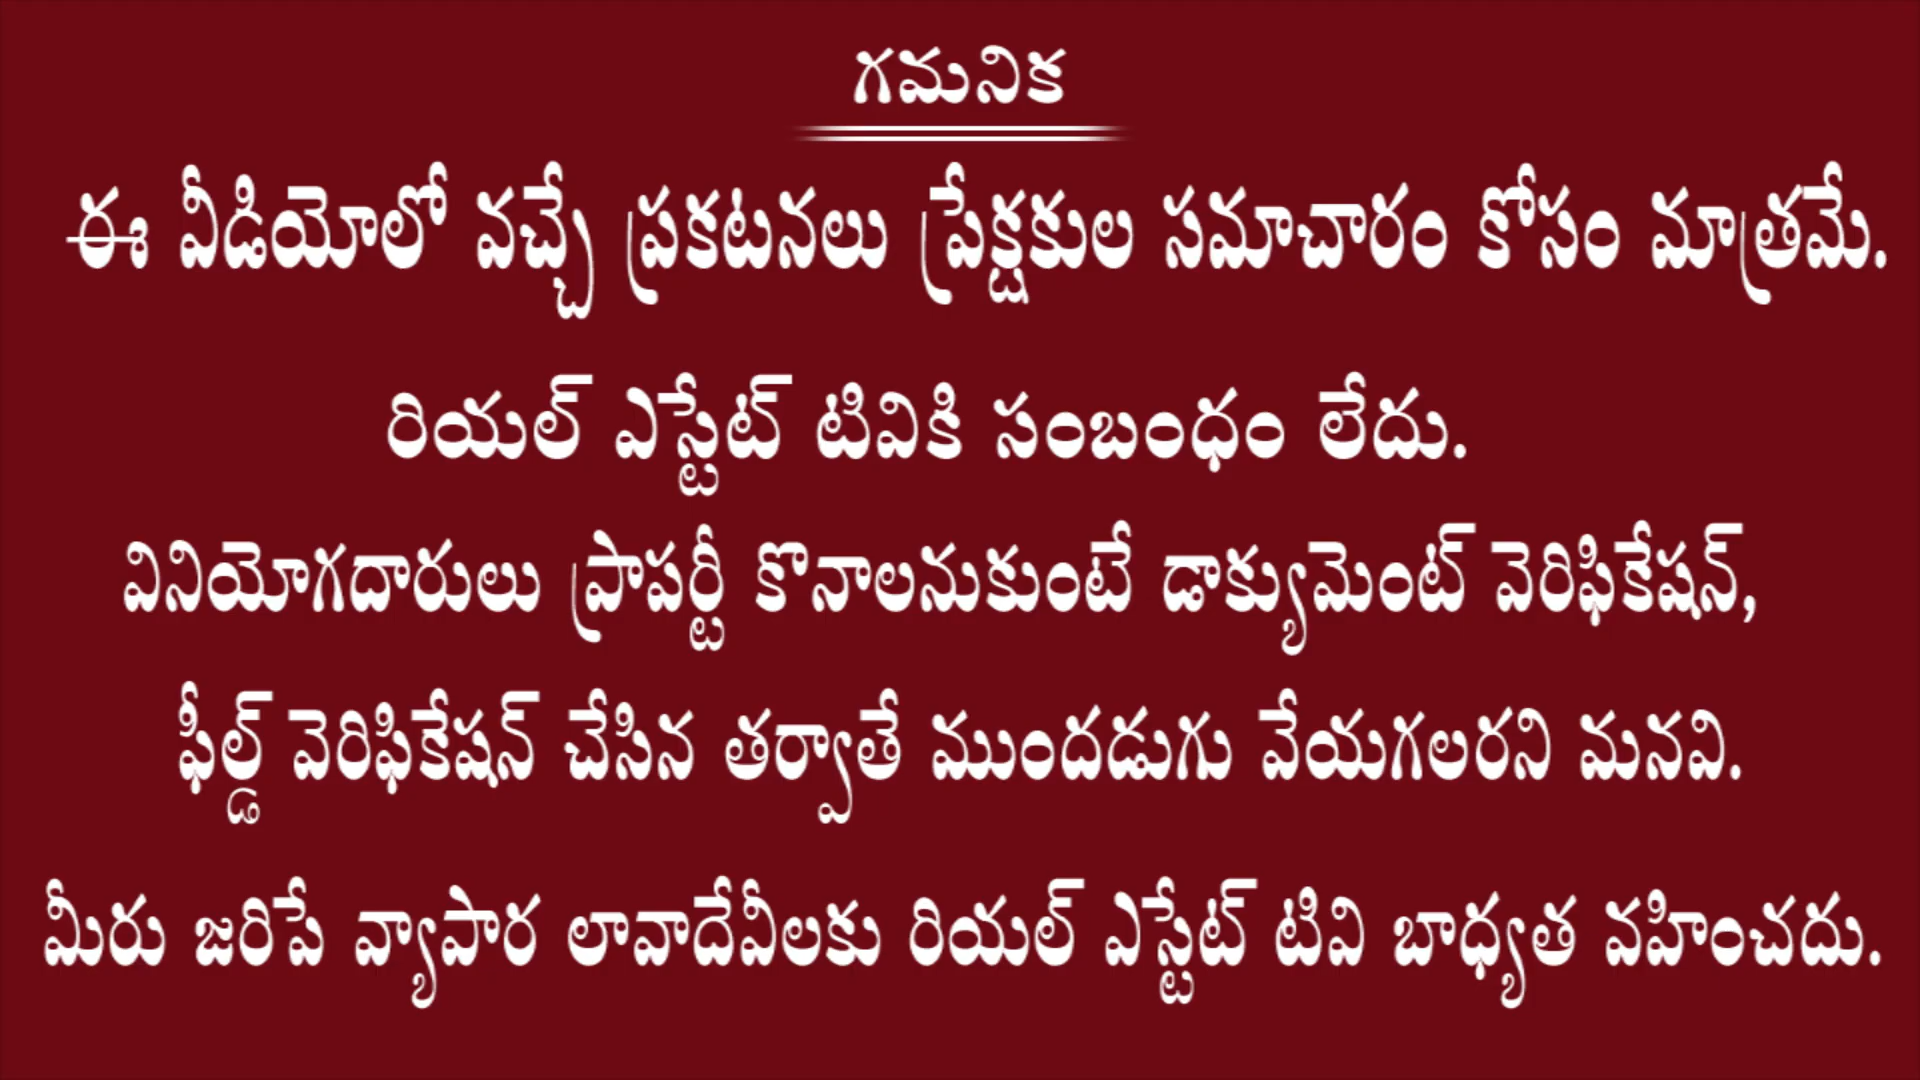 గమనిక
ఈ వీడియోలో వచ్చే ప్రకటనలు ప్రేక్షకుల సమాచారం కోసం మాత్రమే.
రియల్ ఎస్టేట్ టివికి సంబంధం లేదు.
వినియోగదారులు ప్రాపర్టీ కొనాలనుకుంటే డాక్యుమెంట్ వెరిఫికేషన్,
ఫీల్డ్ వెరిఫికేషన్ చేసిన తర్వాతే ముందడుగు వేయగలరని మనవి.
మీరు జరిపే వ్యాపార లావాదేవీలకు రియల్ ఎస్టేట్ టివి బాధ్యత వహించదు.